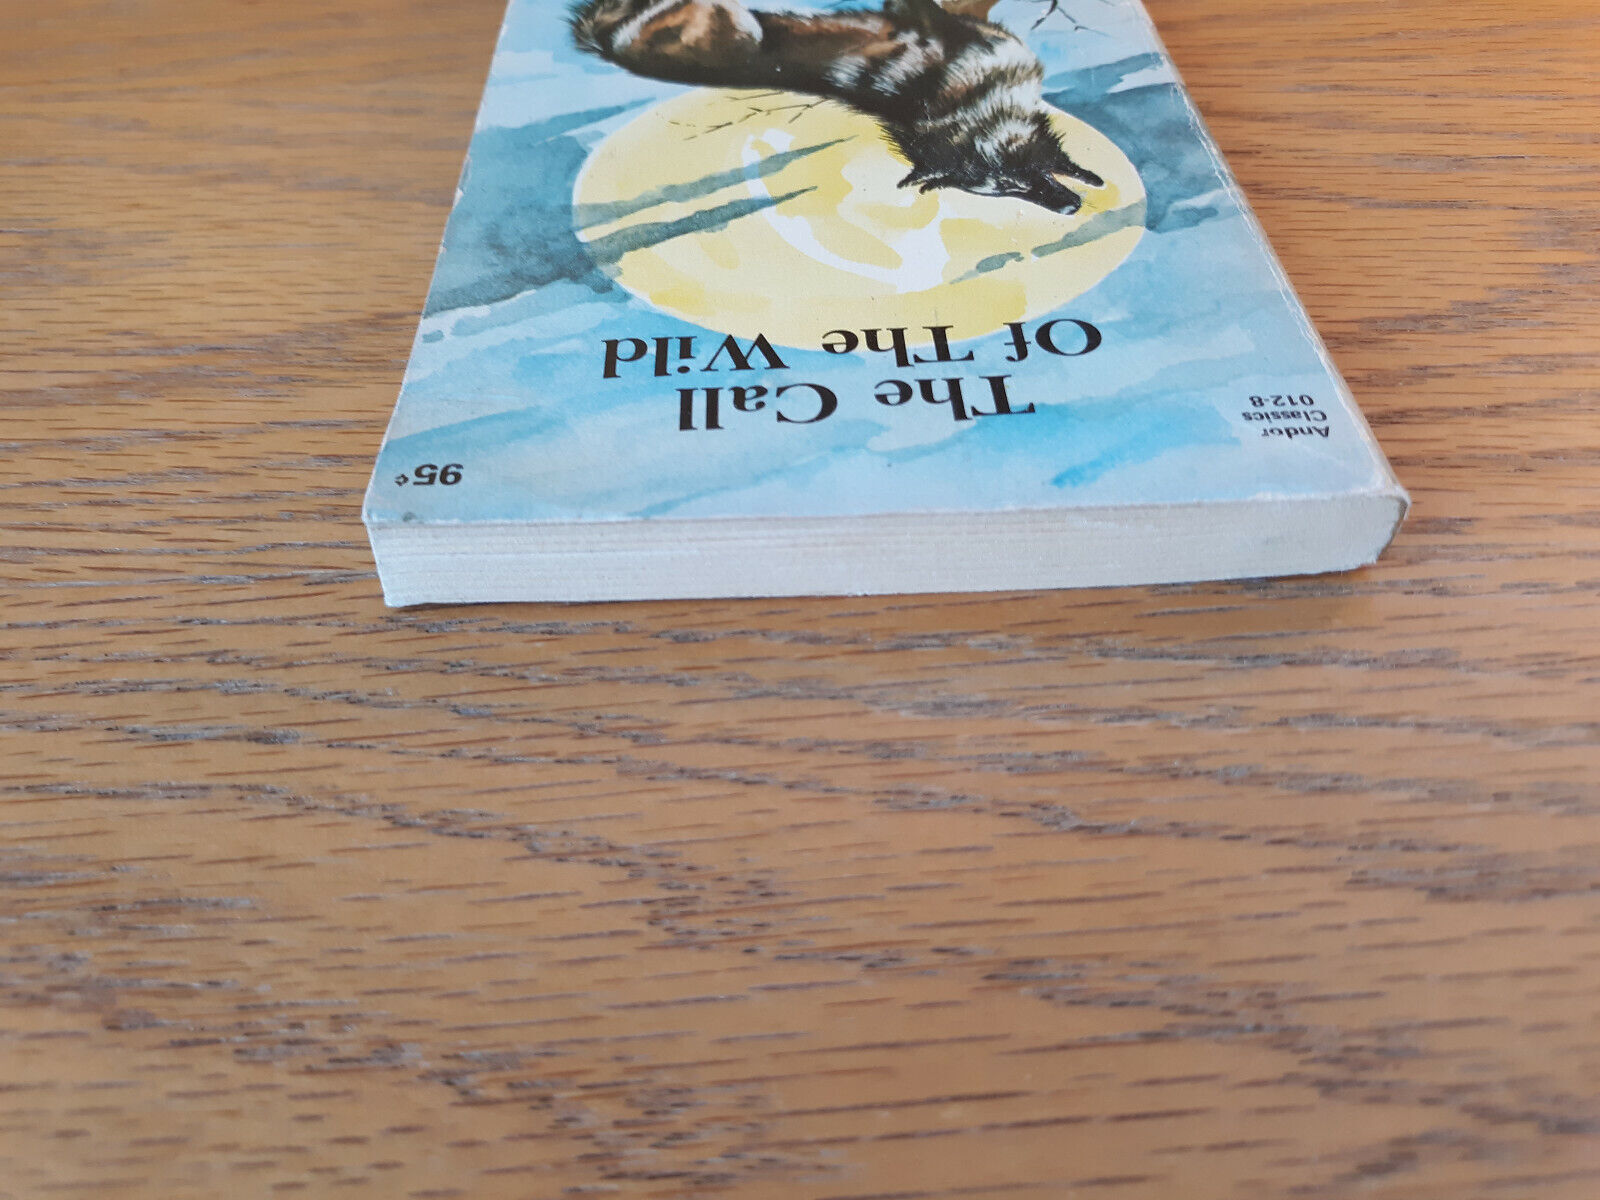 Andor
Classics
012-8
95¢
The Call
Of The Wild